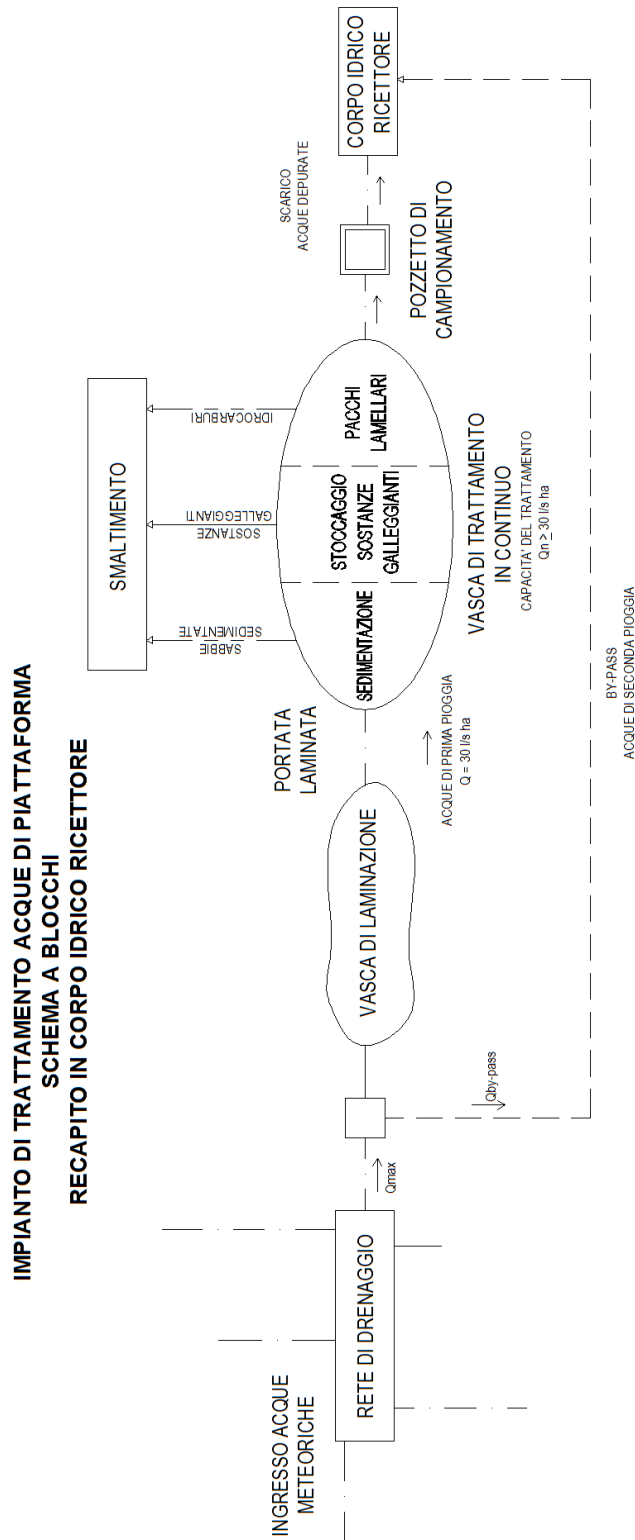 IMPIANTO DI TRATTAMENTO ACQUE DI PIATTAFORMA
SCHEMA A BLOCCHI
RECAPITO IN CORPO IDRICO RICETTORE
INGRESSO ACQUE
METEORICHE
RETE DI DRENAGGIO
Qmax
Qby-pass
VASCA DI LAMINAZIONE
PORTATA
LAMINATA
ACQUE DI PRIMA PIOGGIA
Q = 30 l/s ha
SMALTIMENTO
SABBIE
SEDIMENTATE
SOSTANZE
GALLEGGIANTI
IDROCARBURI
SEDIMENTAZIONE
STOCCAGGIO
SOSTANZE
GALLEGGIANTI
PACCHI
LAMELLARI
VASCA DI TRATTAMENTO
IN CONTINUO
CAPACITA' DEL TRATTAMENTO
Qn ≥ 30 l/s ha
POZZETTO DI
CAMPIONAMENTO
SCARICO
ACQUE DEPURATE
CORPO IDRICO
RICETTORE
BY-PASS
ACQUE DI SECONDA PIOGGIA